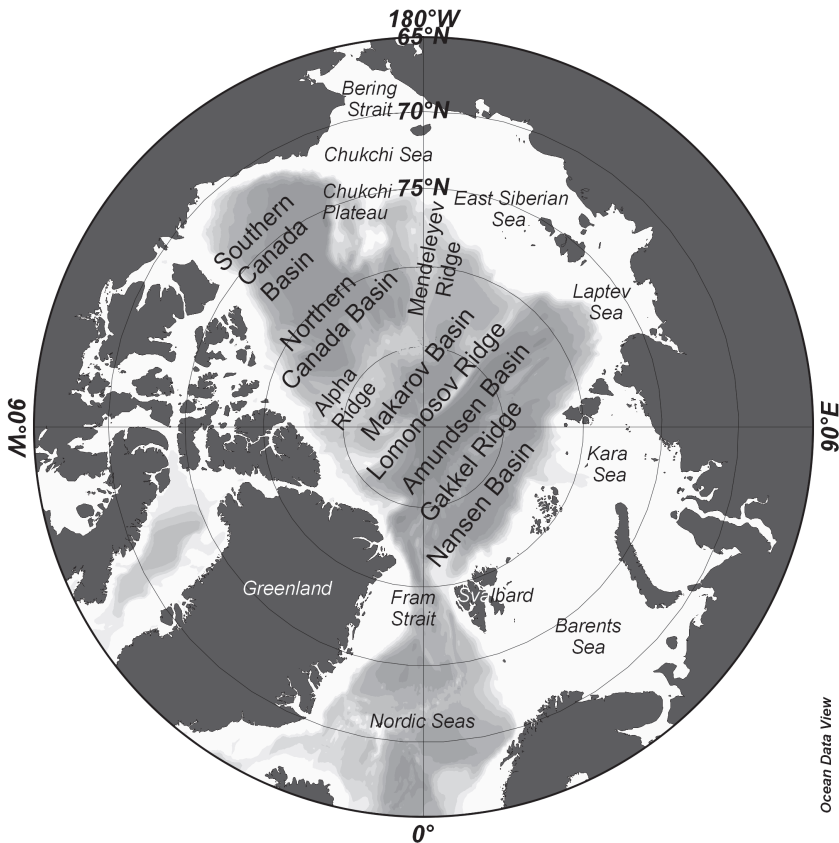 180°W
65°N
Bering
Strait
70°N
Chukchi Sea
Chukchi
Plateau
75°N
East Siberian
Sea
Southern
Canada
Basin
Mendeleyev
Ridge
Northern
Canada Basin
Laptev
Sea
Alpha
Ridge
Makarov Basin
Lomonosov Ridge
Amundsen Basin
Gakkel Ridge
Nansen Basin
90°W
90°E
Kara
Sea
Greenland
Fram
Strait
Svalbard
Barents
Sea
Nordic Seas
Ocean Data View
0°